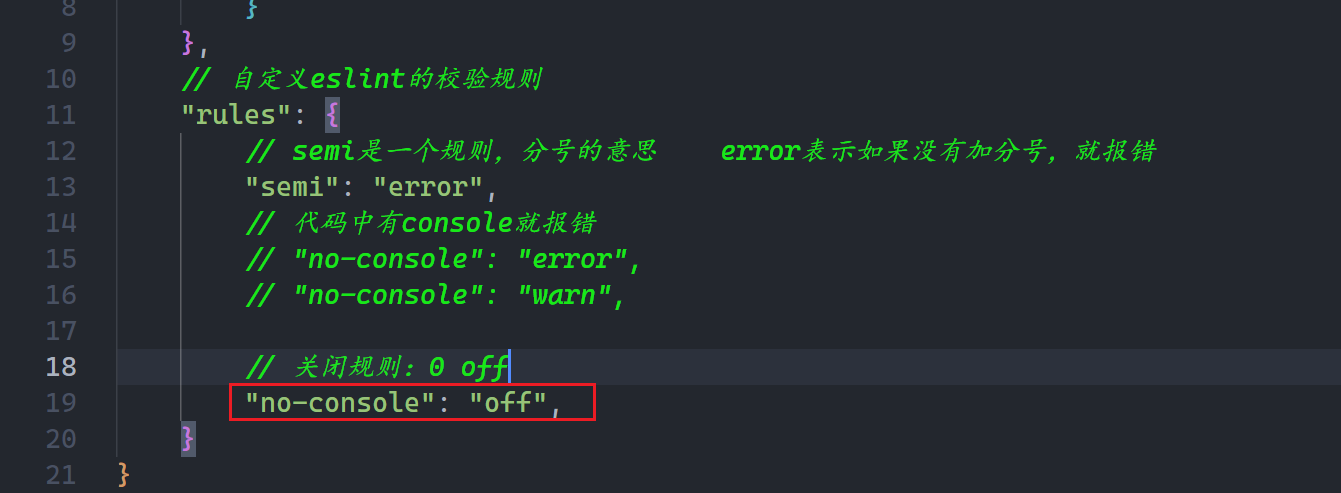 8 }
9 },
10 // 自定义eslint的校验规则
11 "rules": {
12 // semi是一个规则，分号的意思 error表示如果没有加分号，就报错
13 "semi": "error",
14 // 代码中有console就报错
15 // "no-console": "error",
16 // "no-console": "warn",
17
18 // 关闭规则：0 off
19 "no-console": "off",
20 }
21 }